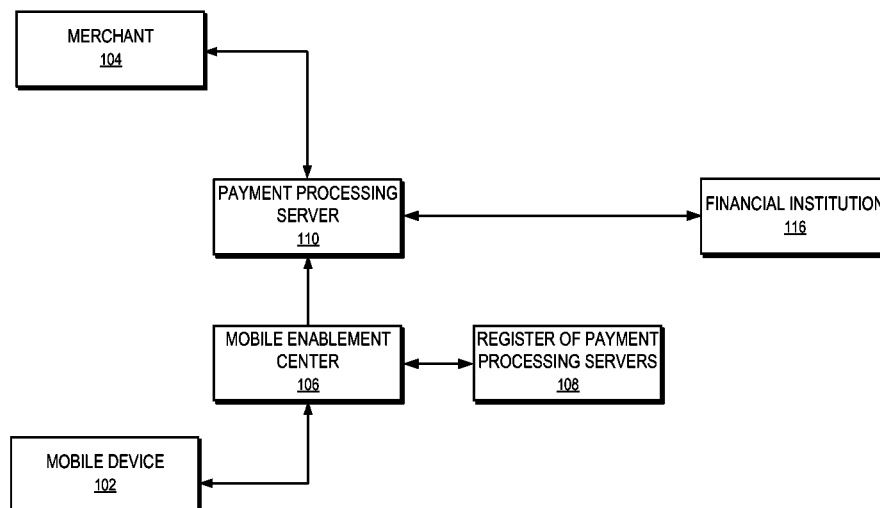 MERCHANT
104
PAYMENT PROCESSING
SERVER
110
FINANCIAL INSTITUTION
116
MOBILE ENABLEMENT
CENTER
106
REGISTER OF PAYMENT
PROCESSING SERVERS
108
MOBILE DEVICE
102